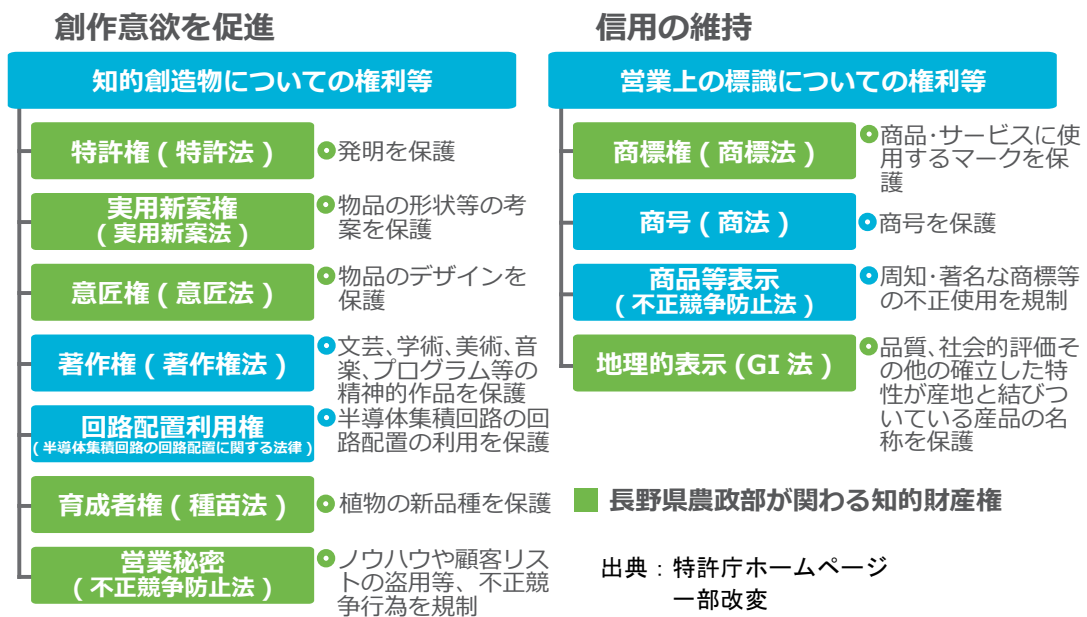 創作意欲を促進
知的創造物についての権利等
特許権 ( 特許法 )
発明を保護
実用新案権
( 実用新案法 )
物品の形状等の考
案を保護
意匠権 ( 意匠法 )
物品のデザインを
保護
著作権 ( 著作権法 )
文芸、学術、美術、音
楽、プログラム等の
精神的作品を保護
回路配置利用権
( 半導体集積回路の回路配置に関する法律 )
半導体集積回路の回
路配置の利用を保護
育成者権 ( 種苗法 )
植物の新品種を保護
営業秘密
( 不正競争防止法 )
ノウハウや顧客リス
トの盗用等、不正競
争行為を規制
信用の維持
営業上の標識についての権利等
商標権 ( 商標法 )
商品・サービスに使
用するマークを保
護
商号 ( 商法 )
商号を保護
商品等表示
( 不正競争防止法 )
周知・著名な商標等
の不正使用を規制
地理的表示 (GI 法 )
品質、社会的評価そ
の他の確立した特
性が産地と結びつ
いている産品の名
称を保護
長野県農政部が関わる知的財産権
出典：特許庁ホームページ
一部改変